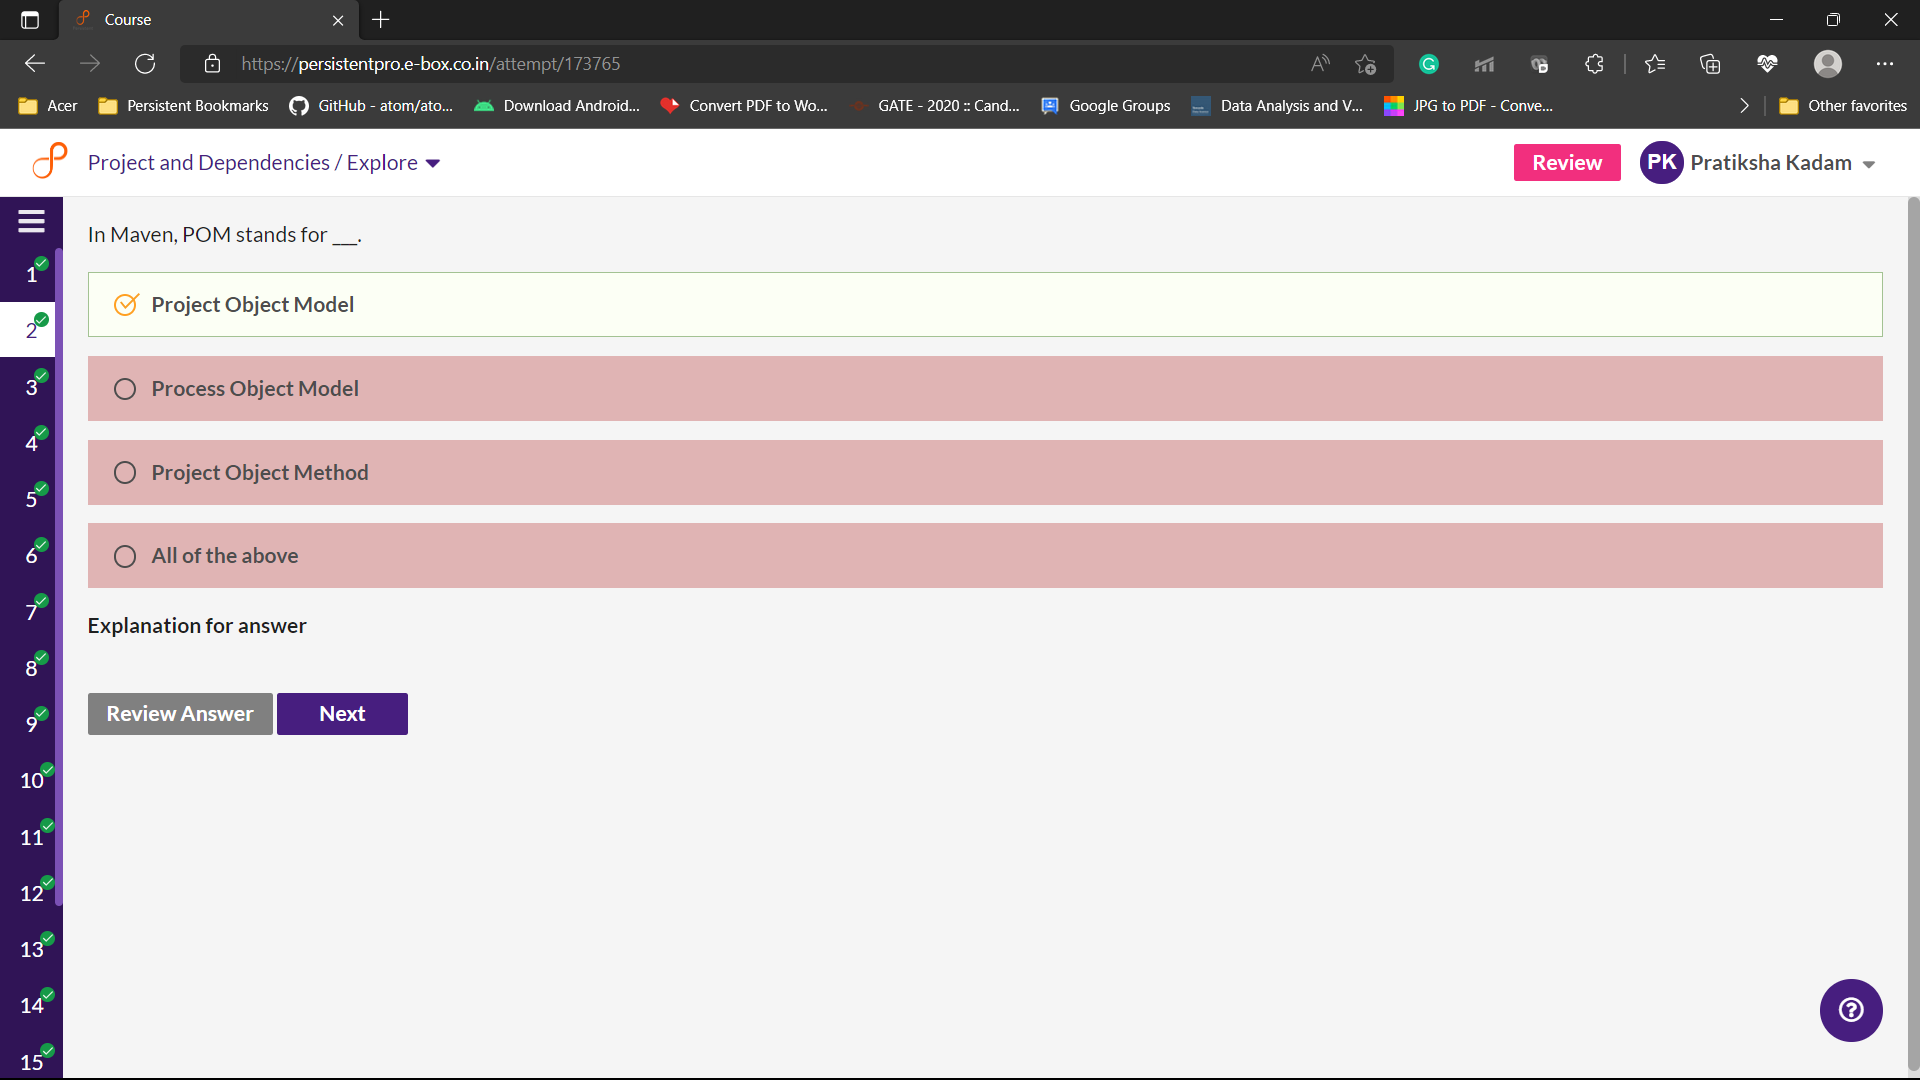 Course
https://persistentpro.e-box.co.in/attempt/173765
Acer
Persistent Bookmarks
GitHub - atom/ato...
Download Android...
Convert PDF to Wo...
GATE - 2020 :: Cand...
Google Groups
Data Analysis and V...
JPG to PDF - Conve...
Other favorites
Project and Dependencies / Explore
Review
PK
Pratiksha Kadam
In Maven, POM stands for ___.
Project Object Model
Process Object Model
Project Object Method
All of the above
Explanation for answer
Review Answer
Next
1
2
3
4
5
6
7
8
9
10
11
12
13
14
15